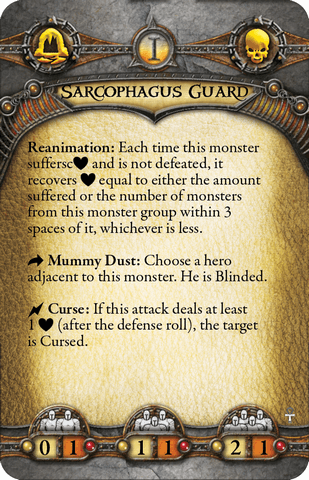 I
SARCOPHAGUS GUARD
Reanimation: Each time this monster
sufferse♥ and is not defeated, it
recovers ♥ equal to either the amount
suffered or the number of monsters
from this monster group within 3
spaces of it, whichever is less.
Mummy Dust: Choose a hero
adjacent to this monster. He is Blinded.
Curse: If this attack deals at least
1 ♥ (after the defense roll), the target
is Cursed.
0 1 1 1 2 1